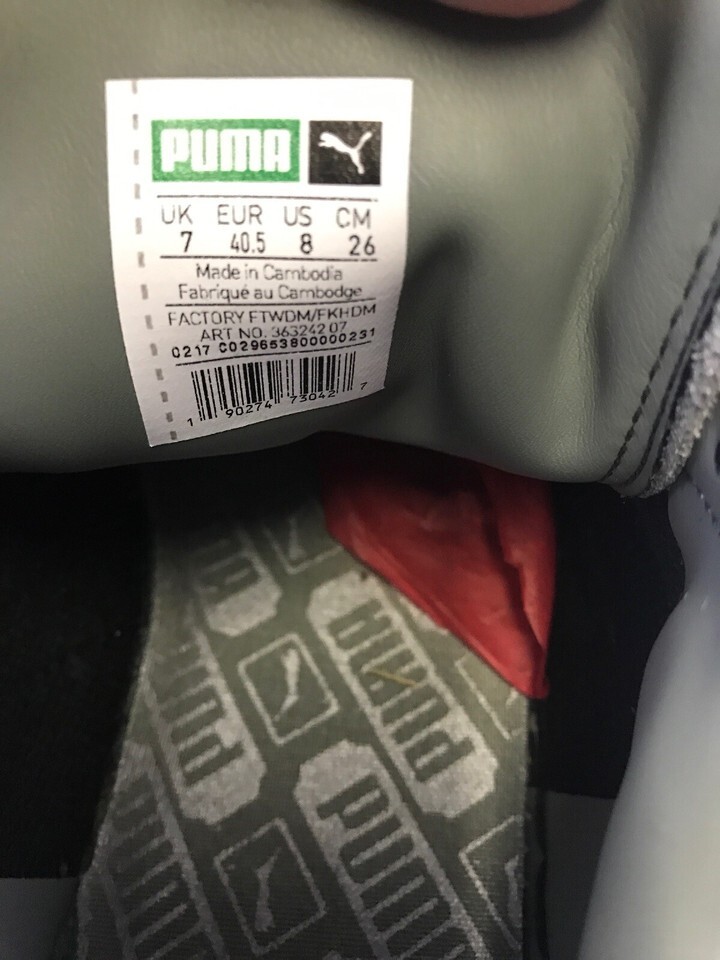 PUMA
UK EUR US CM
7 40.5 8 26
Made in Cambodia
Fabriqué au Cambodge
FACTORY FTWDM/FKHDM
ART NO. 363242 07
0217 C029653800000231
1 90274 73042 7
PUMA
PUMA
PUMA
PUMA